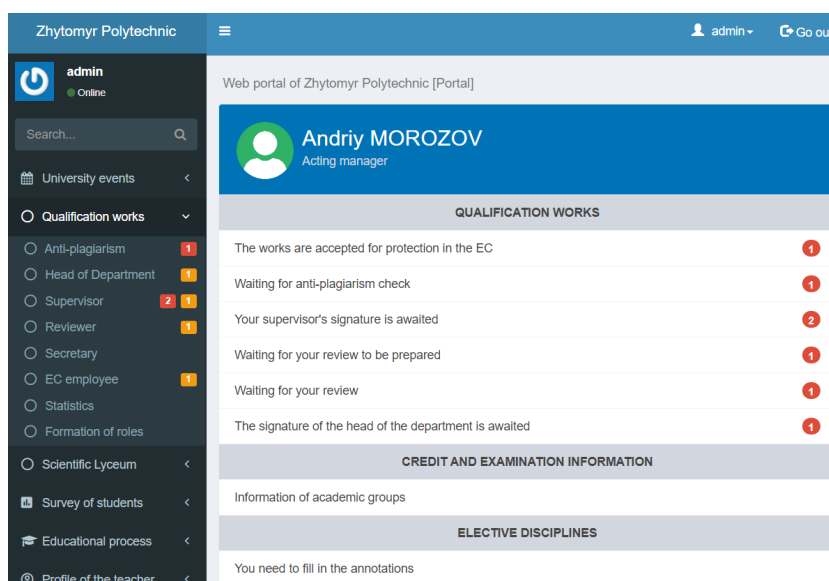 Zhytomyr Polytechnic
admin
Go ou
admin
Online
Search...
University events
Qualification works
Anti-plagiarism 1
Head of Department 1
Supervisor 2 1
Reviewer 1
Secretary
EC employee 1
Statistics
Formation of roles
Scientific Lyceum
Survey of students
Educational process
Profile of the teacher
Web portal of Zhytomyr Polytechnic [Portal]
Andriy MOROZOV
Acting manager
QUALIFICATION WORKS
The works are accepted for protection in the EC 1
Waiting for anti-plagiarism check 1
Your supervisor's signature is awaited 2
Waiting for your review to be prepared 1
Waiting for your review 1
The signature of the head of the department is awaited 1
CREDIT AND EXAMINATION INFORMATION
Information of academic groups
ELECTIVE DISCIPLINES
You need to fill in the annotations